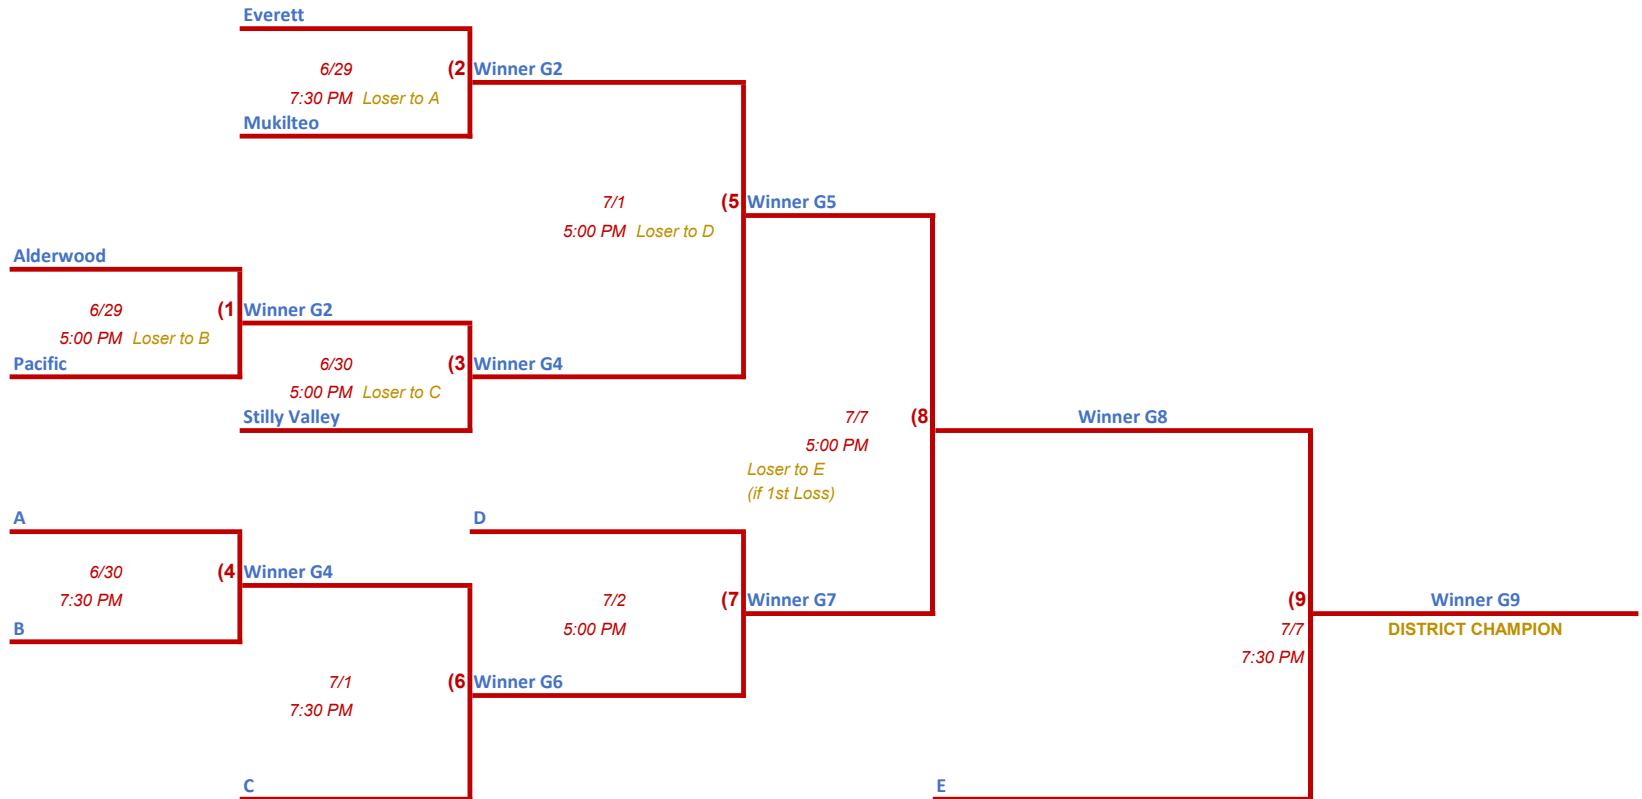 Everett
6/29 (2 Winner G2
7:30 PM Loser to A
Mukilteo
7/1 (5 Winner G5
5:00 PM Loser to D
Alderwood
6/29 (1 Winner G2
5:00 PM Loser to B
Pacific
6/30 (3 Winner G4
5:00 PM Loser to C
Stilly Valley
7/7 (8 Winner G8
5:00 PM
Loser to E
(if 1st Loss)
A
D
6/30 (4 Winner G4
7:30 PM
B
7/2 (7 Winner G7
5:00 PM
(9 Winner G9
7/7 DISTRICT CHAMPION
7:30 PM
7/1 (6 Winner G6
7:30 PM
C
E